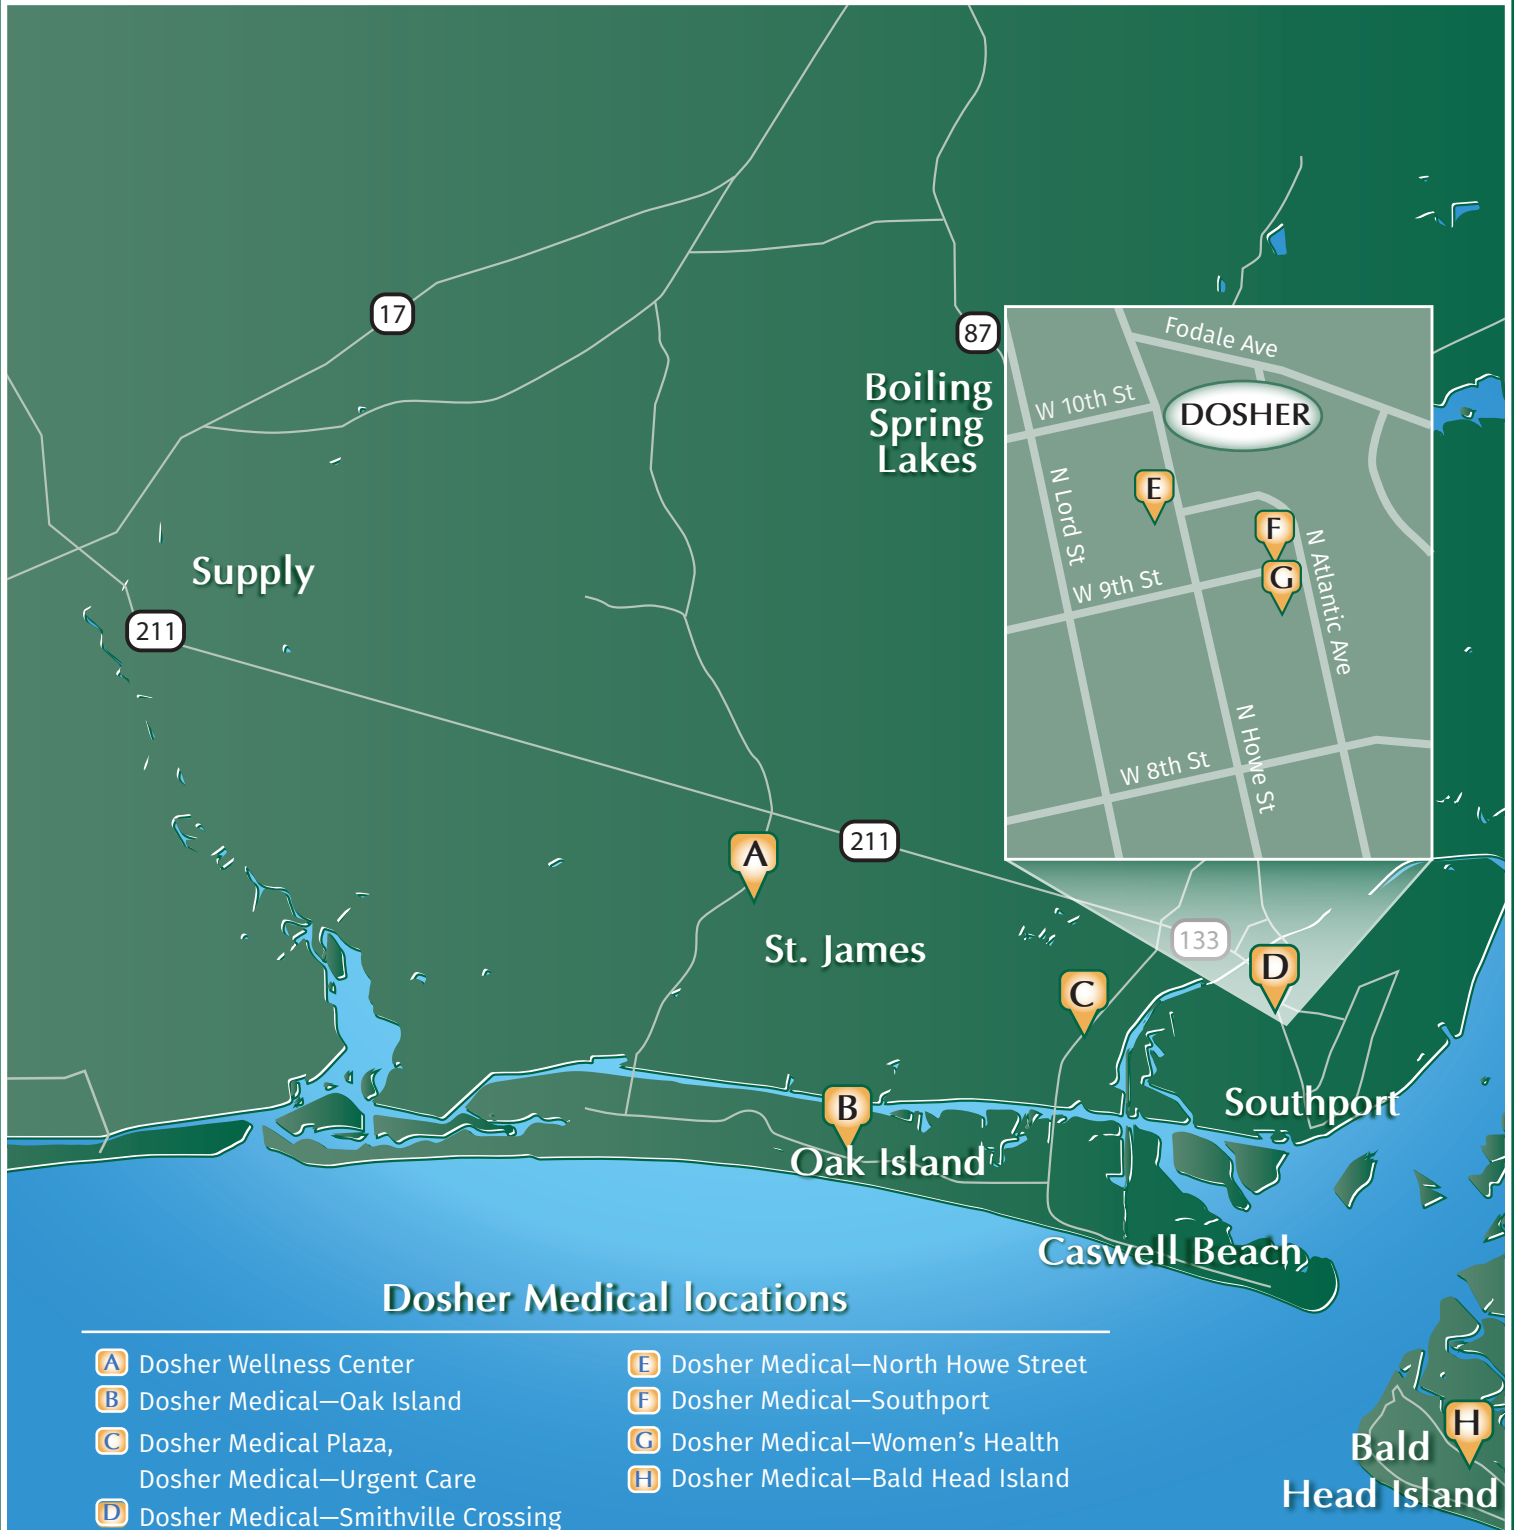 17
87
Boiling
Spring
Lakes
Fodale Ave
W 10th St
DOSHER
E
N Lord St
F
G
N Atlantic Ave
W 9th St
N Howe St
W 8th St
Supply
211
211
A
St. James
133
D
C
B
Oak Island
Southport
Caswell Beach
H
Bald
Head Island
Dosher Medical locations
A Dosher Wellness Center
B Dosher Medical—Oak Island
C Dosher Medical Plaza,
Dosher Medical—Urgent Care
D Dosher Medical—Smithville Crossing
E Dosher Medical—North Howe Street
F Dosher Medical—Southport
G Dosher Medical—Women’s Health
H Dosher Medical—Bald Head Island